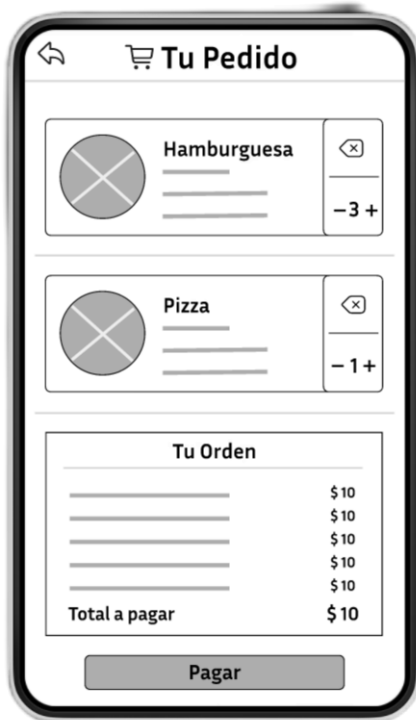 Tu Pedido
Hamburguesa
−3 +
Pizza
− 1 +
Tu Orden
$ 10
$ 10
$ 10
$ 10
$ 10
Total a pagar $ 10
Pagar